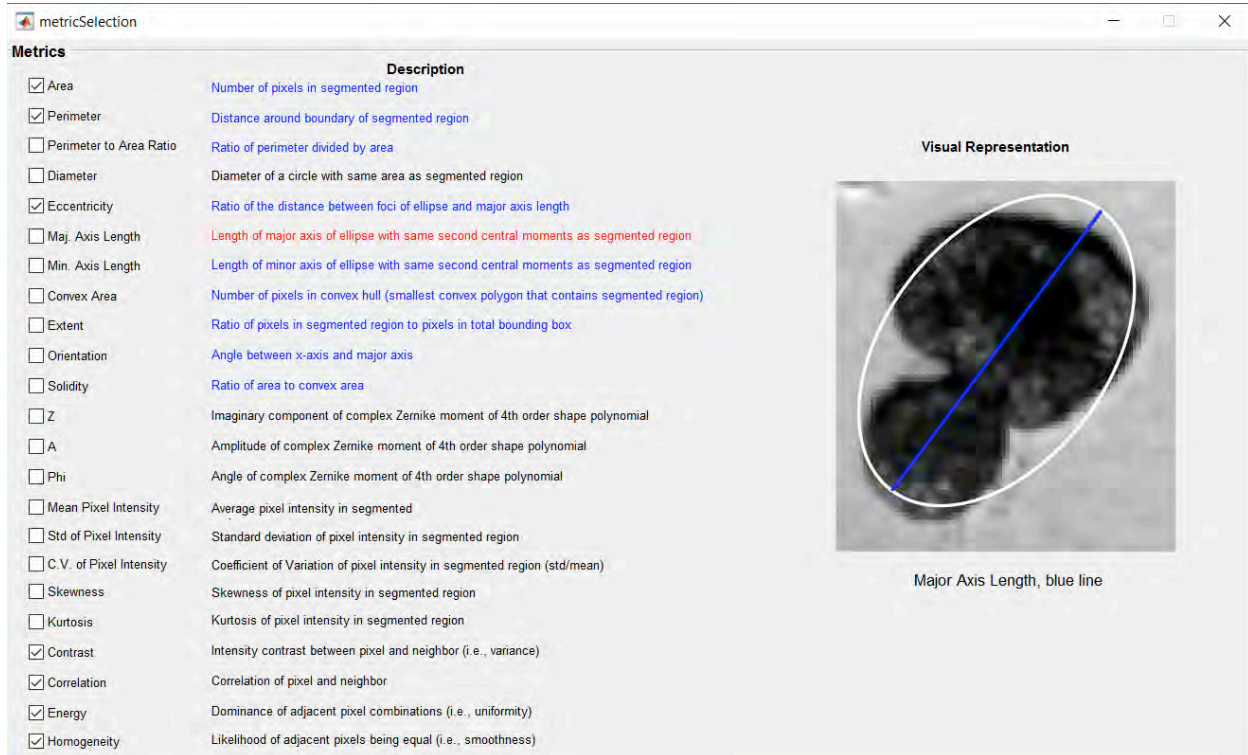 metricSelection
Metrics
Description
Area Number of pixels in segmented region
Perimeter Distance around boundary of segmented region
Perimeter to Area Ratio Ratio of perimeter divided by area
Diameter Diameter of a circle with same area as segmented region
Eccentricity Ratio of the distance between foci of ellipse and major axis length
Maj. Axis Length Length of major axis of ellipse with same second central moments as segmented region
Min. Axis Length Length of minor axis of ellipse with same second central moments as segmented region
Convex Area Number of pixels in convex hull (smallest convex polygon that contains segmented region)
Extent Ratio of pixels in segmented region to pixels in total bounding box
Orientation Angle between x-axis and major axis
Solidity Ratio of area to convex area
Z Imaginary component of complex Zernike moment of 4th order shape polynomial
A Amplitude of complex Zernike moment of 4th order shape polynomial
Phi Angle of complex Zernike moment of 4th order shape polynomial
Mean Pixel Intensity Average pixel intensity in segmented
Std of Pixel Intensity Standard deviation of pixel intensity in segmented region
C.V. of Pixel Intensity Coefficient of Variation of pixel intensity in segmented region (std/mean)
Skewness Skewness of pixel intensity in segmented region
Kurtosis Kurtosis of pixel intensity in segmented region
Contrast Intensity contrast between pixel and neighbor (i.e., variance)
Correlation Correlation of pixel and neighbor
Energy Dominance of adjacent pixel combinations (i.e., uniformity)
Homogeneity Likelihood of adjacent pixels being equal (i.e., smoothness)
Visual Representation
Major Axis Length, blue line